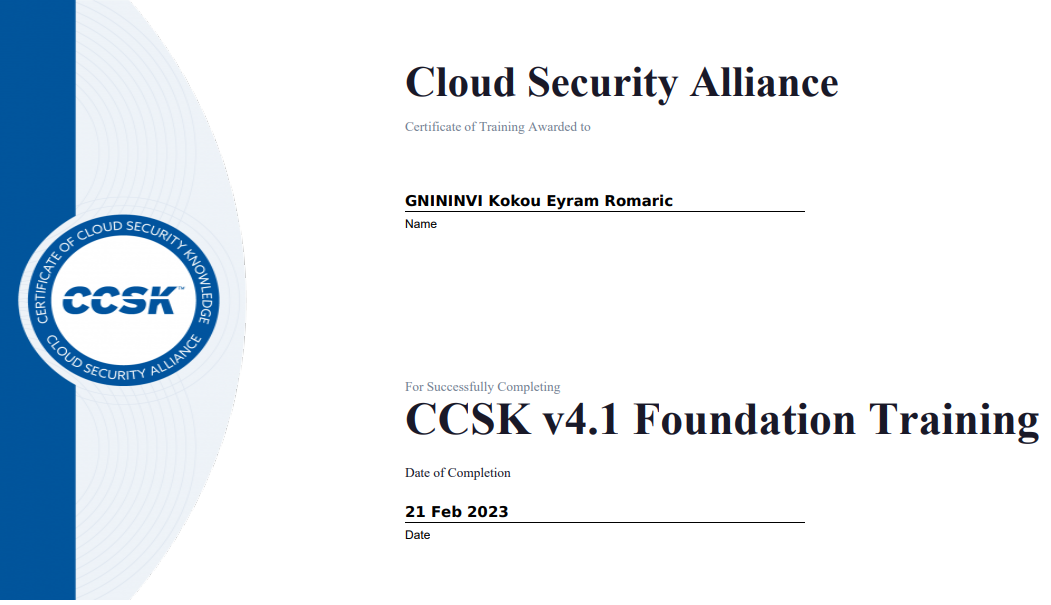 Cloud Security Alliance
Certificate of Training Awarded to
GNININVI Kokou Eyram Romaric
Name
CERTIFICATE OF CLOUD SECURITY KNOWLEDGE
CCSK™
CLOUD SECURITY ALLIANCE
For Successfully Completing
CCSK v4.1 Foundation Training
Date of Completion
21 Feb 2023
Date